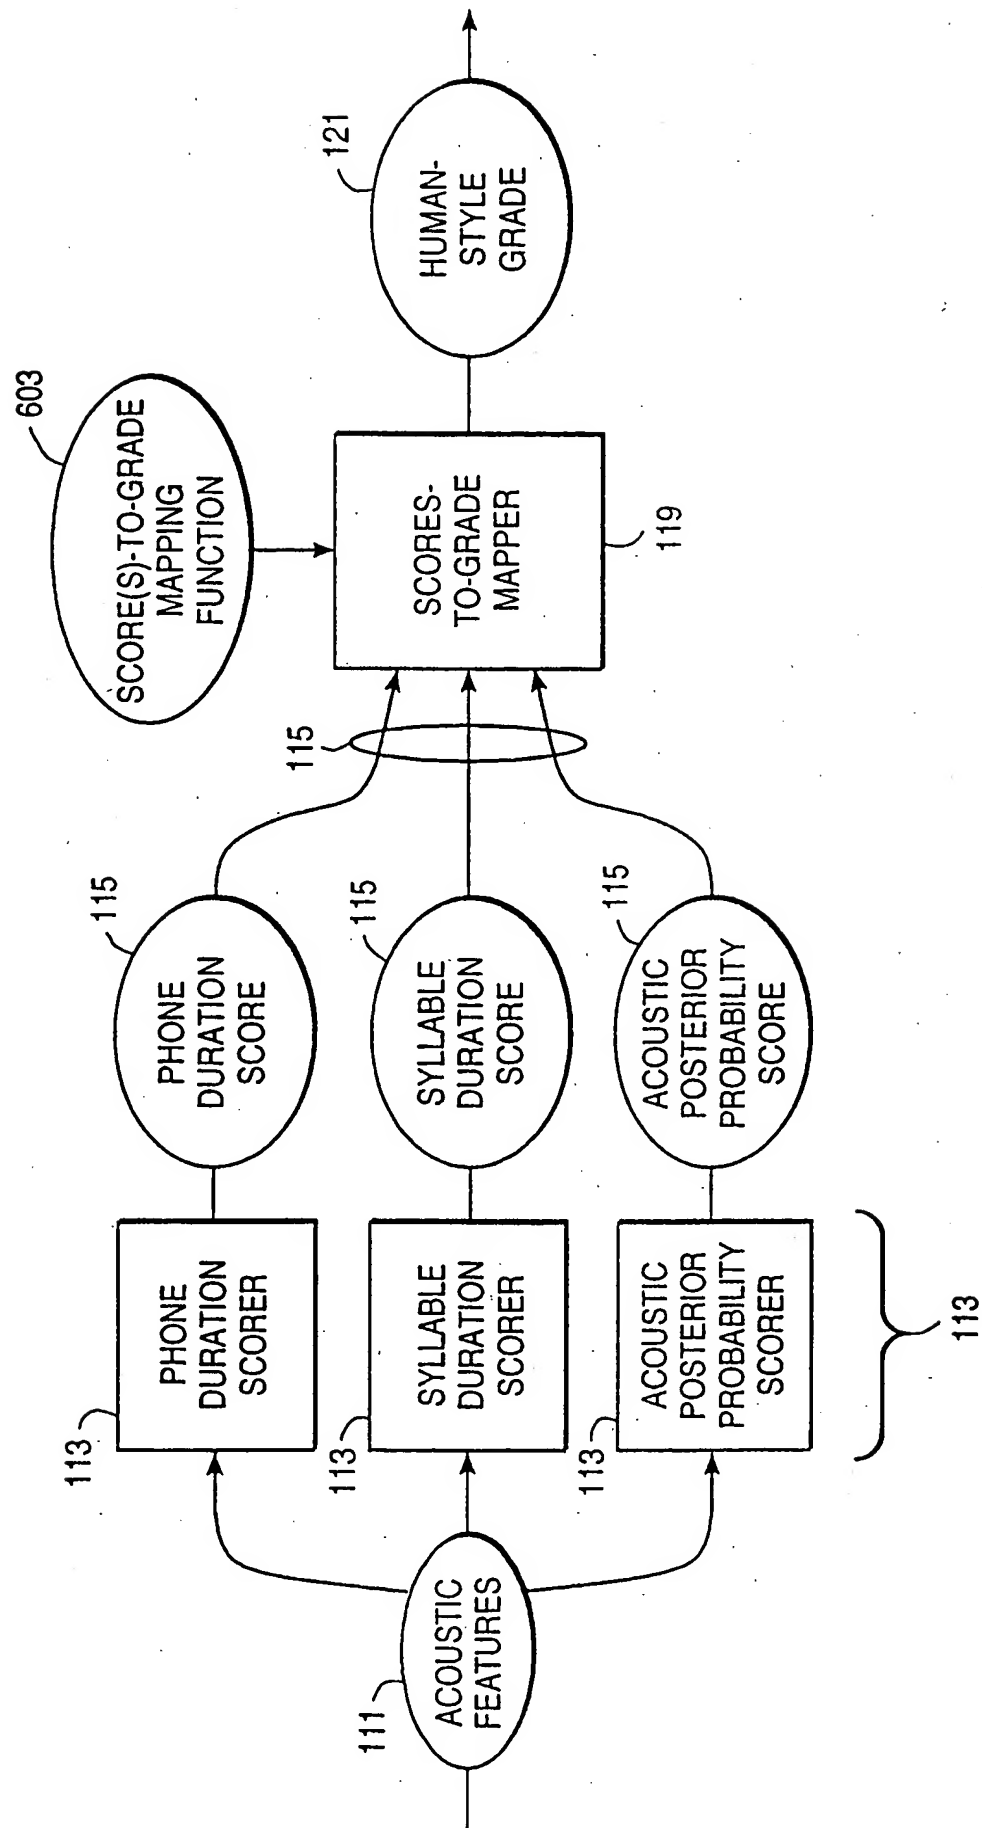 111
ACOUSTIC
FEATURES
113
PHONE
DURATION
SCORER
113
SYLLABLE
DURATION
SCORER
113
ACOUSTIC
POSTERIOR
PROBABILITY
SCORER
113
115
PHONE
DURATION
SCORE
115
SYLLABLE
DURATION
SCORE
115
ACOUSTIC
POSTERIOR
PROBABILITY
SCORE
115
603
SCORE(S)-TO-GRADE
MAPPING
FUNCTION
SCORES-
TO-GRADE
MAPPER
119
121
HUMAN-
STYLE
GRADE